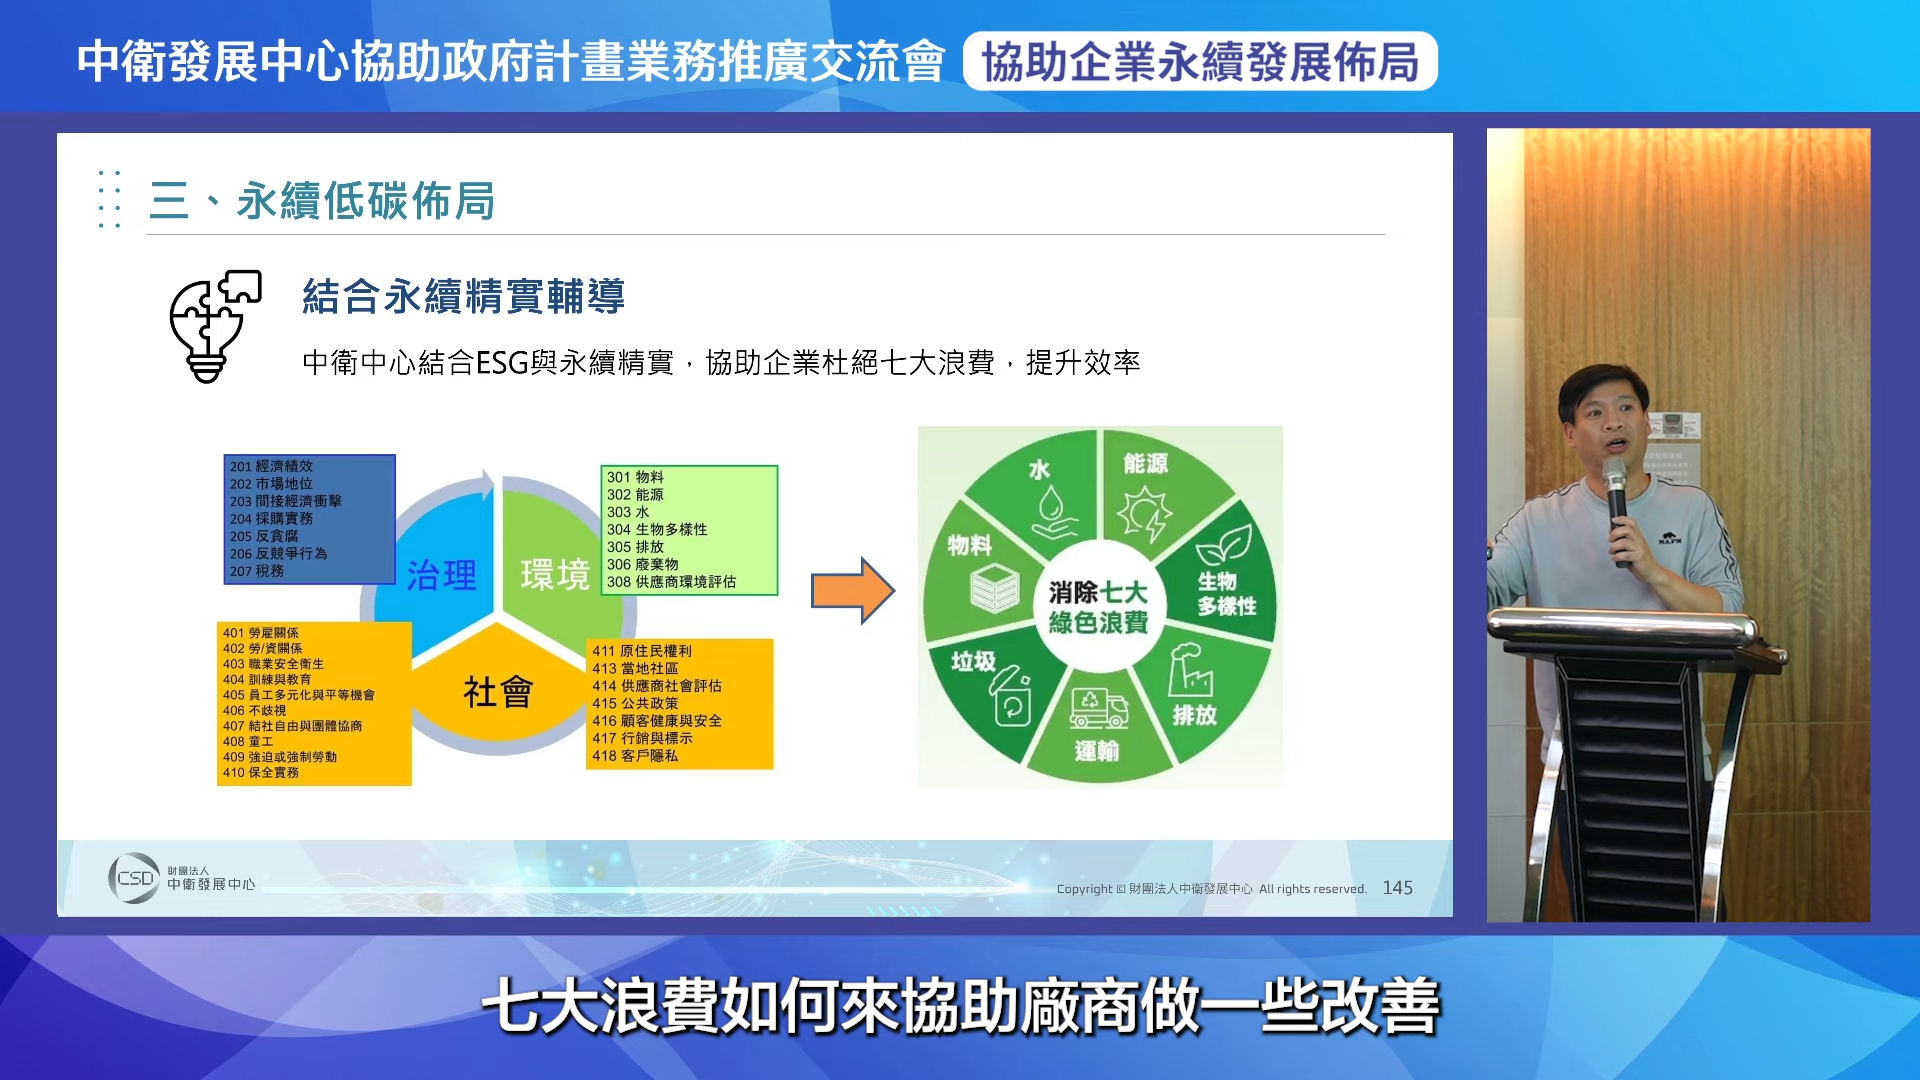 中衛發展中心協助政府計畫業務推廣交流會 協助企業永續發展佈局
三、永續低碳佈局
結合永續精實輔導
中衛中心結合ESG與永續精實，協助企業杜絕七大浪費，提升效率
201 經濟績效
202 市場地位
203 間接經濟衝擊
204 採購實務
205 反貪腐
206 反競爭行為
207 稅務
治理
環境
301 物料
302 能源
303 水
304 生物多樣性
305 排放
306 廢棄物
308 供應商環境評估
401 勞雇關係
402 勞/資關係
403 職業安全衛生
404 訓練與教育
405 員工多元化與平等機會
406 不歧視
407 結社自由與團體協商
408 童工
409 強迫或強制勞動
410 保全實務
社會
411 原住民權利
413 當地社區
414 供應商社會評估
415 公共政策
416 顧客健康與安全
417 行銷與標示
418 客戶隱私
水
能源
物料
生物
多樣性
消除七大
綠色浪費
垃圾
排放
運輸
CSD
財團法人
中衛發展中心
Copyright © 財團法人中衛發展中心 All rights reserved. 145
七大浪費如何來協助廠商做一些改善